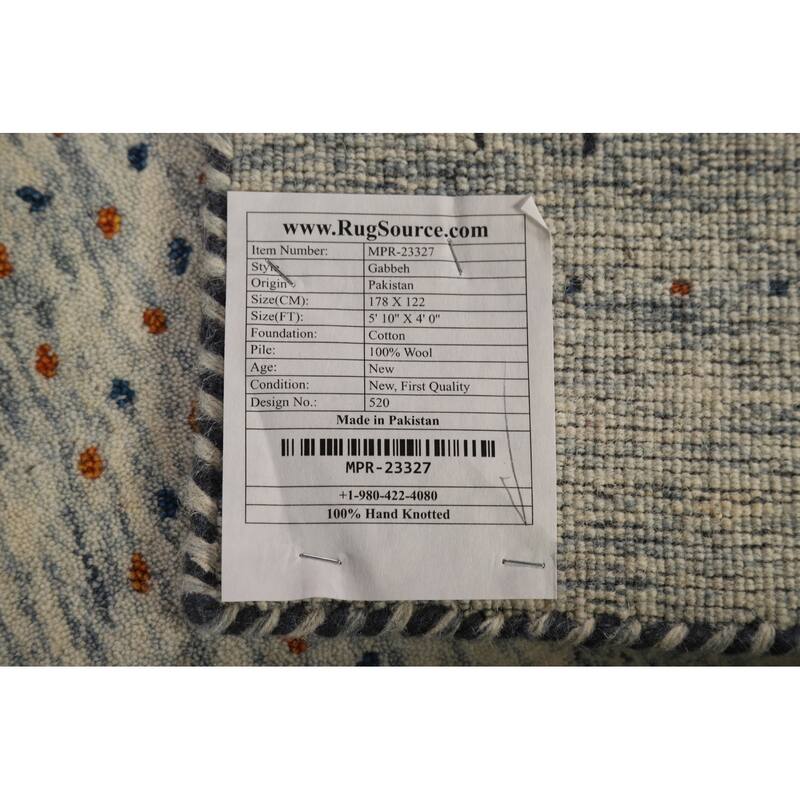 www.RugSource.com
Item Number: MPR-23327
Style: Gabbeh
Origin: Pakistan
Size(CM): 178 X 122
Size(FT): 5' 10" X 4' 0"
Foundation: Cotton
Pile: 100% Wool
Age: New
Condition: New, First Quality
Design No.: 520
Made in Pakistan
MPR-23327
+1-980-422-4080
100% Hand Knotted